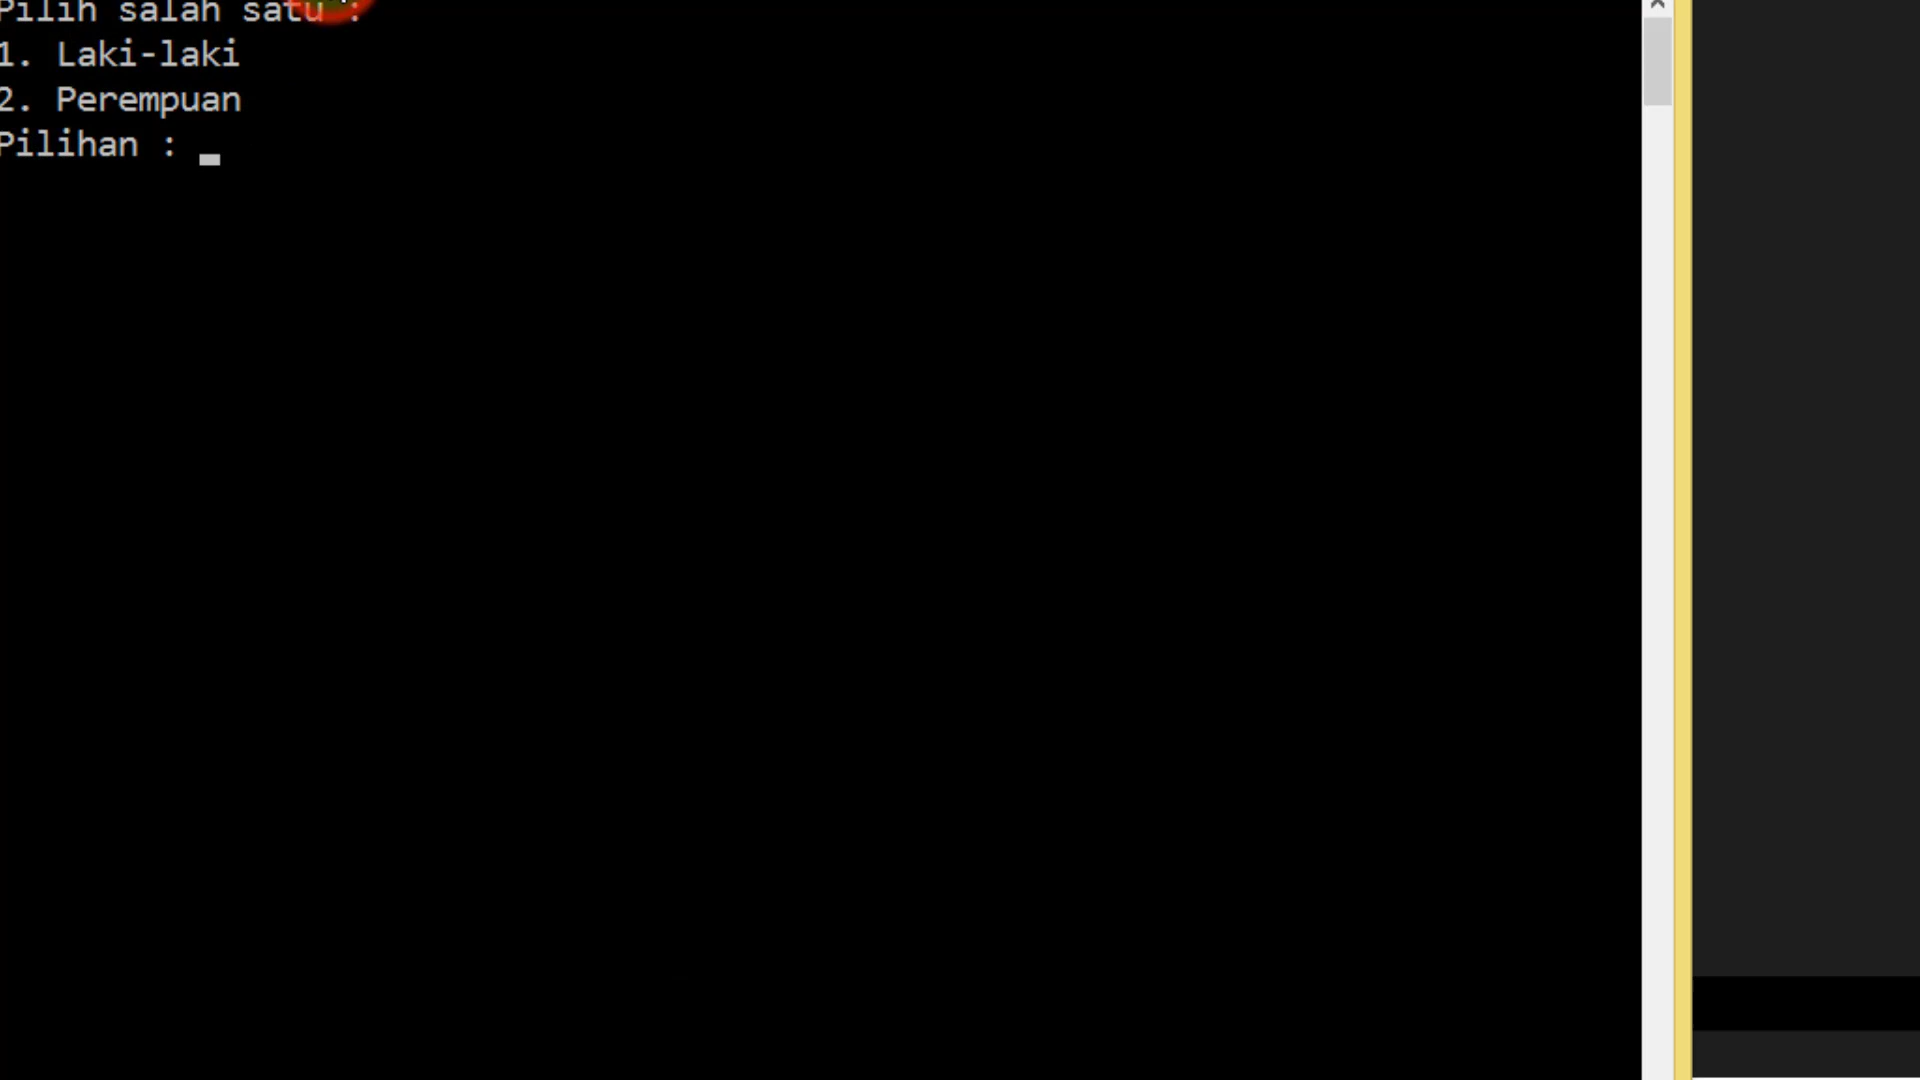 Pilih salah satu :
1. Laki-laki
2. Perempuan
Pilihan :